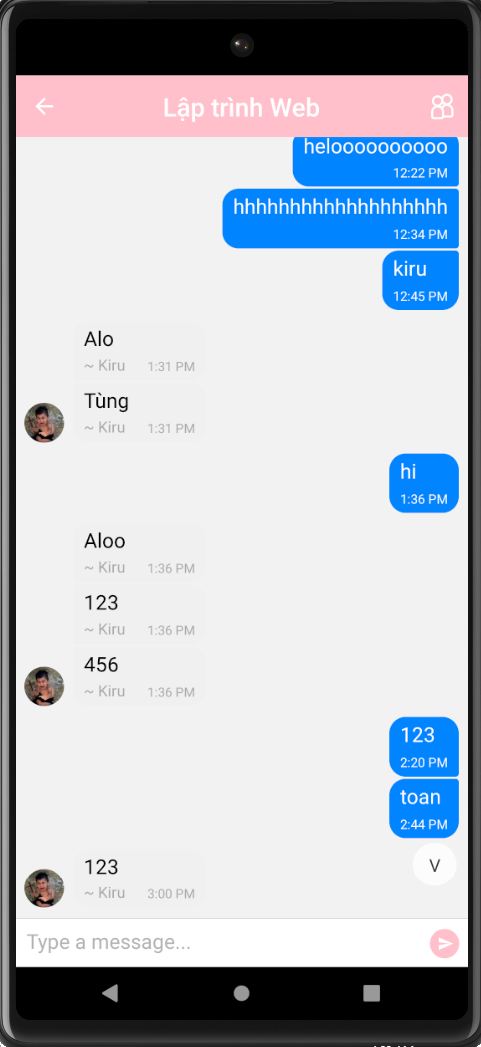 Lập trình Web
helooooooooooo
12:22 PM
hhhhhhhhhhhhhhhhhhh
12:34 PM
kiru
12:45 PM
Alo
~ Kiru 1:31 PM
Tùng
~ Kiru 1:31 PM
hi
1:36 PM
Aloo
~ Kiru 1:36 PM
123
~ Kiru 1:36 PM
456
~ Kiru 1:36 PM
123
2:20 PM
toan
2:44 PM
V
123
~ Kiru 3:00 PM
Type a message...